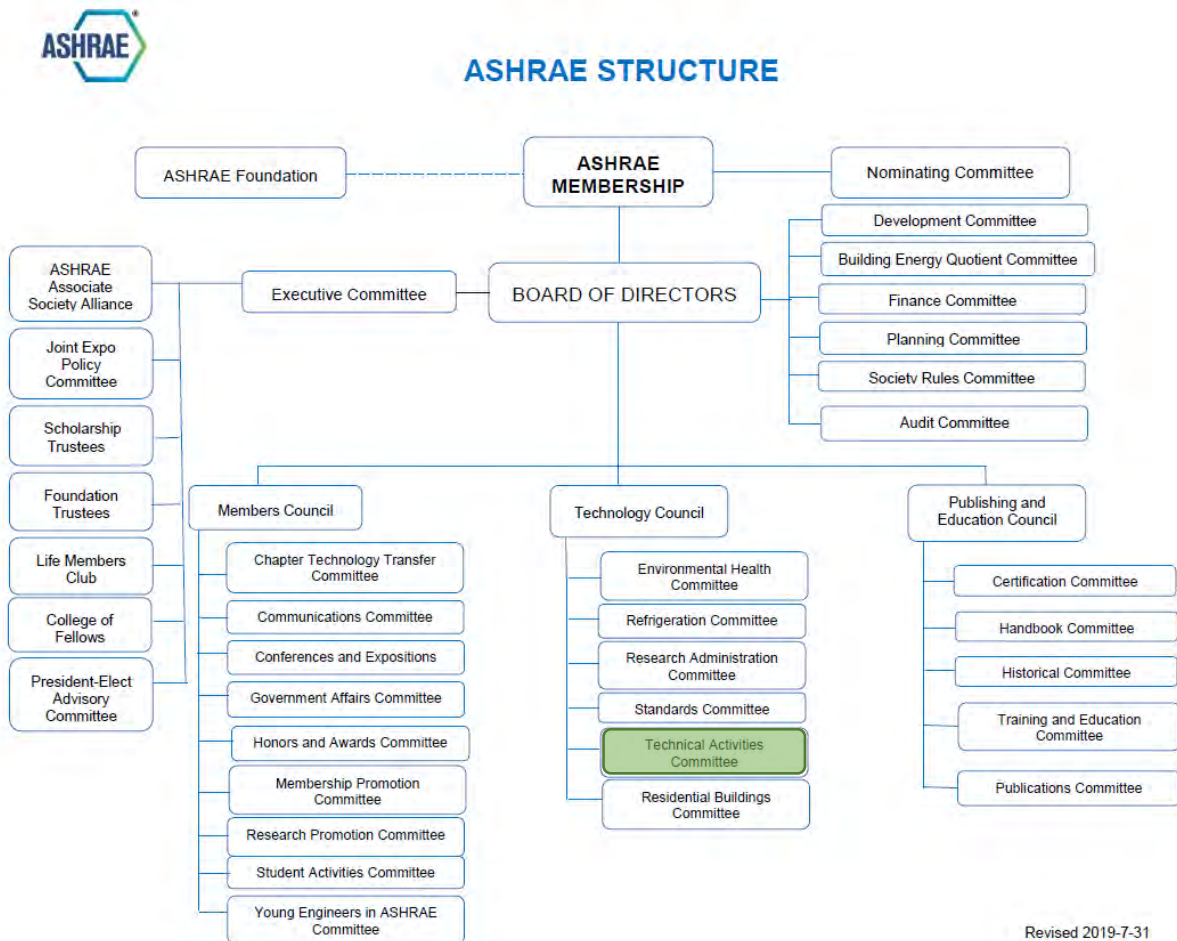 ASHRAE
ASHRAE STRUCTURE
ASHRAE Foundation
ASHRAE
MEMBERSHIP
Nominating Committee
Development Committee
Building Energy Quotient Committee
Finance Committee
Planning Committee
Society Rules Committee
Audit Committee
ASHRAE
Associate
Society Alliance
Executive Committee
BOARD OF DIRECTORS
Joint Expo
Policy
Committee
Scholarship
Trustees
Foundation
Trustees
Life Members
Club
College of
Fellows
President-Elect
Advisory
Committee
Members Council
Chapter Technology Transfer
Committee
Communications Committee
Conferences and Expositions
Government Affairs Committee
Honors and Awards Committee
Membership Promotion
Committee
Research Promotion Committee
Student Activities Committee
Young Engineers in ASHRAE
Committee
Technology Council
Environmental Health
Committee
Refrigeration Committee
Research Administration
Committee
Standards Committee
Technical Activities
Committee
Residential Buildings
Committee
Publishing and
Education Council
Certification Committee
Handbook Committee
Historical Committee
Training and Education
Committee
Publications Committee
Revised 2019-7-31